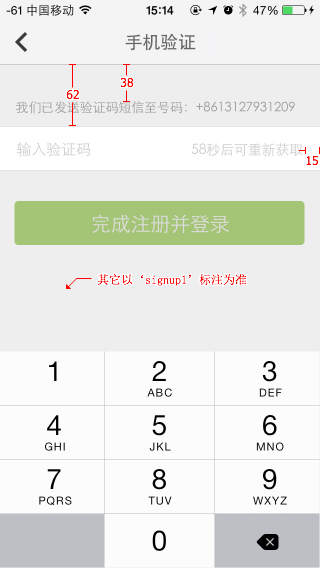 -61 中国移动 15:14 47%
手机验证
62 38
我们已发送验证码短信至号码：+8613127931209
输入验证码 58秒后可重新获取
15
完成注册并登录
其它以‘signup1’标注为准
1 2 3
ABC DEF
4 5 6
GHI JKL MNO
7 8 9
PQRS TUV WXYZ
0